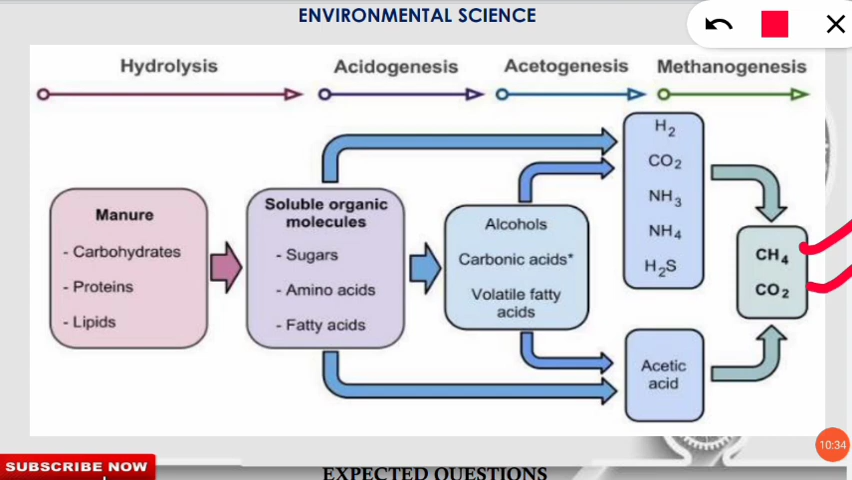 ENVIRONMENTAL SCIENCE
Hydrolysis
Acidogenesis
Acetogenesis
Methanogenesis
Manure
- Carbohydrates
- Proteins
- Lipids
Soluble organic
molecules
- Sugars
- Amino acids
- Fatty acids
Alcohols
Carbonic acids*
Volatile fatty
acids
H₂
CO₂
NH₃
NH₄
H₂S
Acetic
acid
CH₄
CO₂
10:34
SUBSCRIBE NOW
EXPECTED QUESTIONS